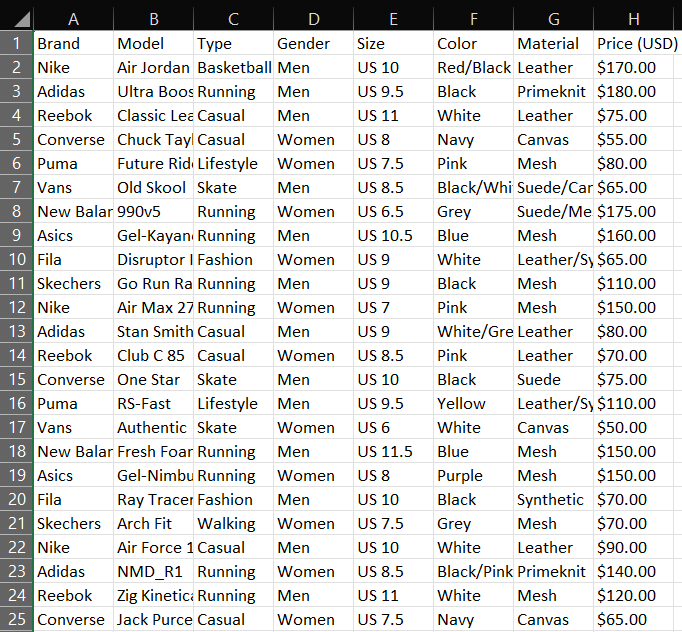 A B C D E F G H
1 Brand Model Type Gender Size Color Material Price (USD)
2 Nike Air Jordan Basketball Men US 10 Red/Black Leather $170.00
3 Adidas Ultra Boos Running Men US 9.5 Black Primeknit $180.00
4 Reebok Classic Lea Casual Men US 11 White Leather $75.00
5 Converse Chuck Tayl Casual Women US 8 Navy Canvas $55.00
6 Puma Future Ride Lifestyle Women US 7.5 Pink Mesh $80.00
7 Vans Old Skool Skate Men US 8.5 Black/Whi Suede/Can $65.00
8 New Balan 990v5 Running Women US 6.5 Grey Suede/Me $175.00
9 Asics Gel-Kayan Running Men US 10.5 Blue Mesh $160.00
10 Fila Disruptor I Fashion Women US 9 White Leather/Sy $65.00
11 Skechers Go Run Ra Running Men US 9 Black Mesh $110.00
12 Nike Air Max 27 Running Women US 7 Pink Mesh $150.00
13 Adidas Stan Smith Casual Men US 9 White/Gre Leather $80.00
14 Reebok Club C 85 Casual Women US 8.5 Pink Leather $70.00
15 Converse One Star Skate Men US 10 Black Suede $75.00
16 Puma RS-Fast Lifestyle Men US 9.5 Yellow Leather/Sy $110.00
17 Vans Authentic Skate Women US 6 White Canvas $50.00
18 New Balan Fresh Foam Running Men US 11.5 Blue Mesh $150.00
19 Asics Gel-Nimbu Running Women US 8 Purple Mesh $150.00
20 Fila Ray Tracer Fashion Men US 10 Black Synthetic $70.00
21 Skechers Arch Fit Walking Women US 7.5 Grey Mesh $70.00
22 Nike Air Force 1 Casual Men US 10 White Leather $90.00
23 Adidas NMD_R1 Running Women US 8.5 Black/Pink Primeknit $140.00
24 Reebok Zig Kinetica Running Men US 11 White Mesh $120.00
25 Converse Jack Purce Casual Women US 7.5 Navy Canvas $65.00